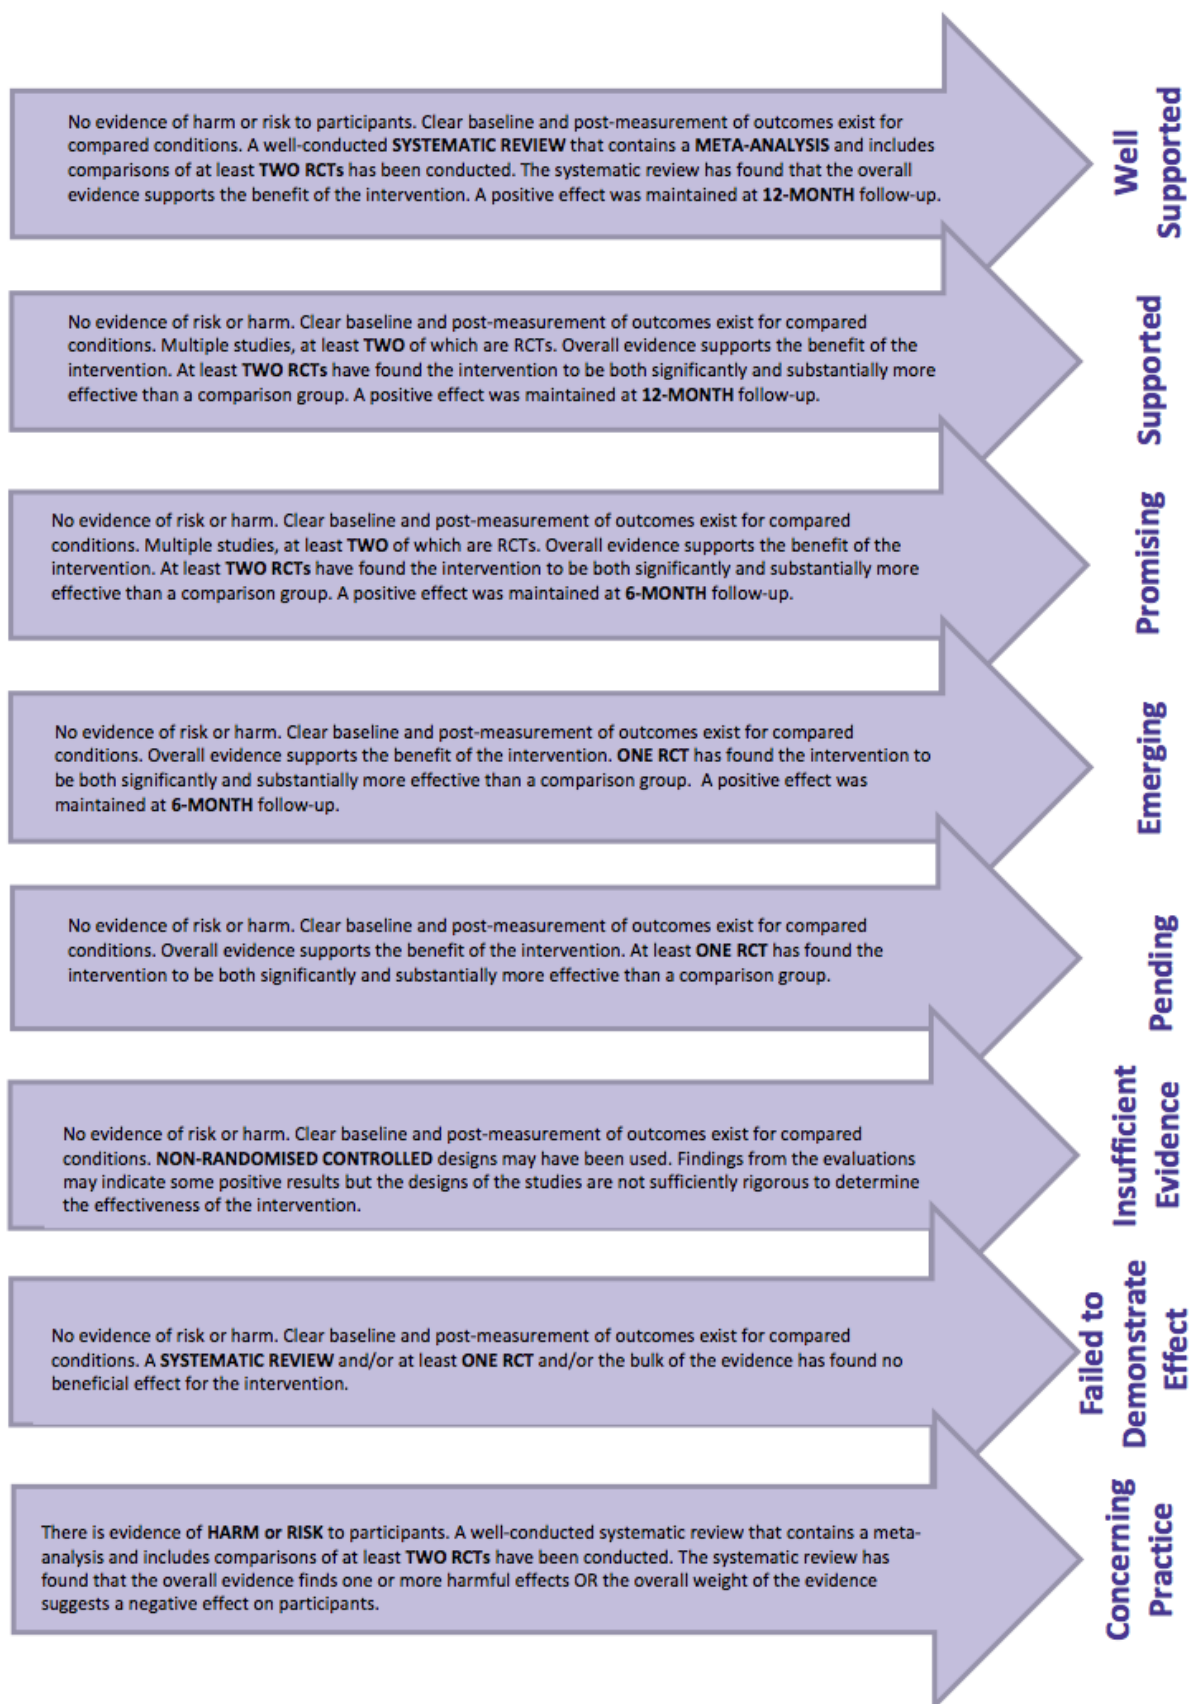 No evidence of harm or risk to participants. Clear baseline and post-measurement of outcomes exist for
compared conditions. A well-conducted SYSTEMATIC REVIEW that contains a META-ANALYSIS and includes
comparisons of at least TWO RCTs has been conducted. The systematic review has found that the overall
evidence supports the benefit of the intervention. A positive effect was maintained at 12-MONTH follow-up.
Well
Supported
No evidence of risk or harm. Clear baseline and post-measurement of outcomes exist for compared
conditions. Multiple studies, at least TWO of which are RCTs. Overall evidence supports the benefit of the
intervention. At least TWO RCTs have found the intervention to be both significantly and substantially more
effective than a comparison group. A positive effect was maintained at 12-MONTH follow-up.
Supported
No evidence of risk or harm. Clear baseline and post-measurement of outcomes exist for compared
conditions. Multiple studies, at least TWO of which are RCTs. Overall evidence supports the benefit of the
intervention. At least TWO RCTs have found the intervention to be both significantly and substantially more
effective than a comparison group. A positive effect was maintained at 6-MONTH follow-up.
Promising
No evidence of risk or harm. Clear baseline and post-measurement of outcomes exist for compared
conditions. Overall evidence supports the benefit of the intervention. ONE RCT has found the intervention to
be both significantly and substantially more effective than a comparison group.  A positive effect was
maintained at 6-MONTH follow-up.
Emerging
No evidence of risk or harm. Clear baseline and post-measurement of outcomes exist for compared
conditions. Overall evidence supports the benefit of the intervention. At least ONE RCT has found the
intervention to be both significantly and substantially more effective than a comparison group.
Pending
No evidence of risk or harm. Clear baseline and post-measurement of outcomes exist for compared
conditions. NON-RANDOMISED CONTROLLED designs may have been used. Findings from the evaluations
may indicate some positive results but the designs of the studies are not sufficiently rigorous to determine
the effectiveness of the intervention.
Insufficient
Evidence
No evidence of risk or harm. Clear baseline and post-measurement of outcomes exist for compared
conditions. A SYSTEMATIC REVIEW and/or at least ONE RCT and/or the bulk of the evidence has found no
beneficial effect for the intervention.
Failed to
Demonstrate
Effect
There is evidence of HARM or RISK to participants. A well-conducted systematic review that contains a meta-
analysis and includes comparisons of at least TWO RCTs have been conducted. The systematic review has
found that the overall evidence finds one or more harmful effects OR the overall weight of the evidence
suggests a negative effect on participants.
Concerning
Practice